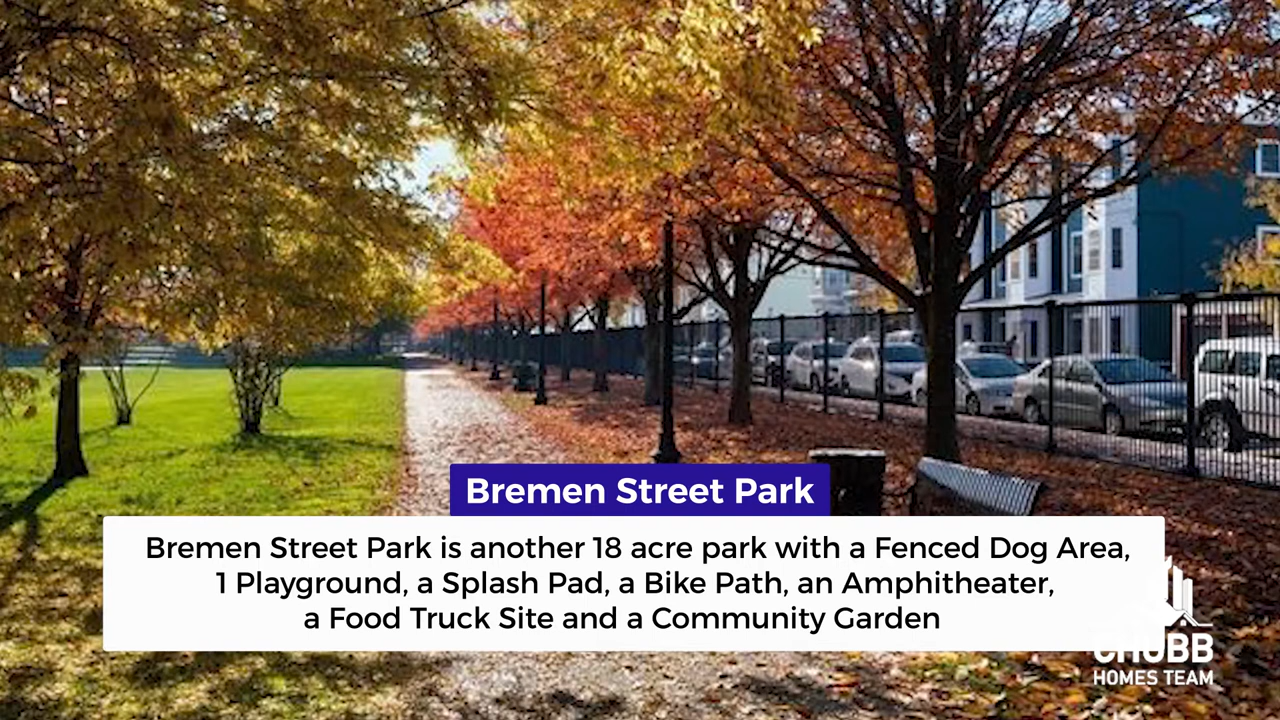 Bremen Street Park
Bremen Street Park is another 18 acre park with a Fenced Dog Area,
1 Playground, a Splash Pad, a Bike Path, an Amphitheater,
a Food Truck Site and a Community Garden
CHUBB
HOMES TEAM